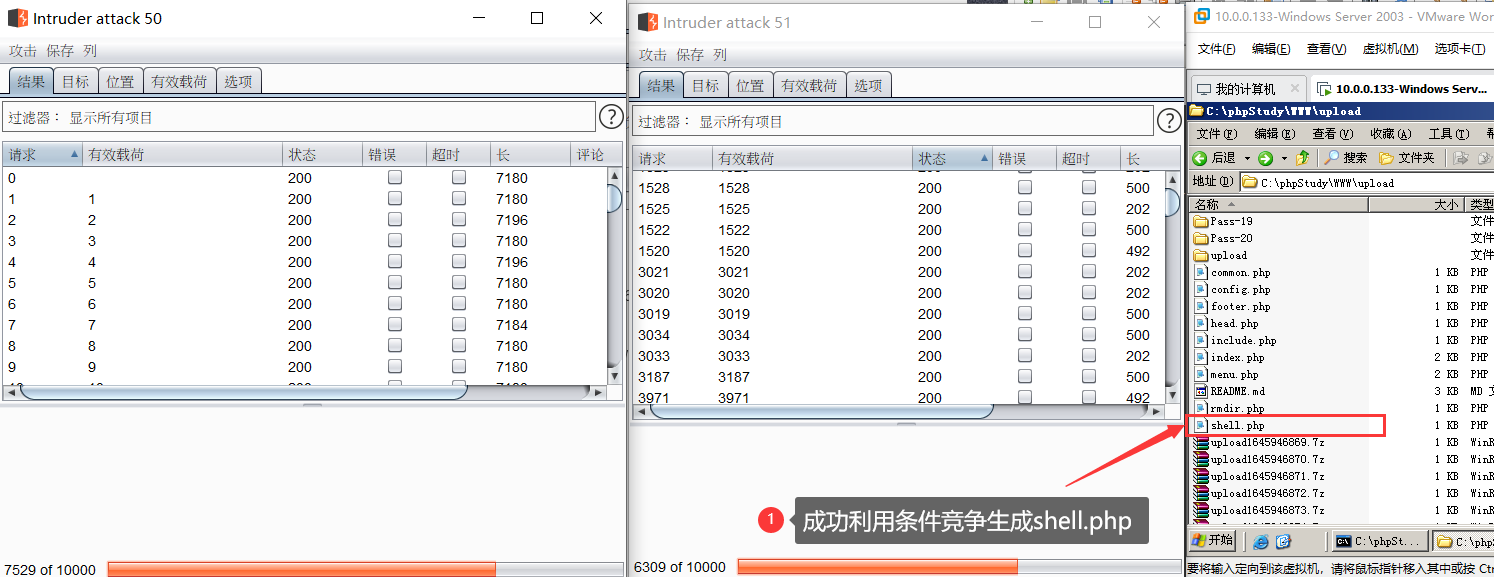 Intruder attack 50
攻击 保存 列
结果 目标 位置 有效载荷 选项
过滤器： 显示所有项目 ?
请求 有效载荷 状态 错误 超时 长 评论
0 200 7180
1 1 200 7180
2 2 200 7196
3 3 200 7180
4 4 200 7196
5 5 200 7180
6 6 200 7180
7 7 200 7184
8 8 200 7180
9 9 200 7180
7529 of 10000
Intruder attack 51
攻击 保存 列
结果 目标 位置 有效载荷 选项
过滤器： 显示所有项目 ?
请求 有效载荷 状态 错误 超时 长
1528 1528 200 500
1525 1525 200 202
1522 1522 200 500
1520 1520 200 492
3021 3021 200 202
3020 3020 200 202
3019 3019 200 500
3034 3034 200 500
3033 3033 200 202
3187 3187 200 500
3971 3971 200 492
1 成功利用条件竞争生成shell.php
6309 of 10000
10.0.0.133-Windows Server 2003 - VMware Wor
文件(F) 编辑(E) 查看(V) 虚拟机(M) 选项卡(T)
我的计算机 10.0.0.133-Windows Serv...
C:\phpStudy\WWW\upload
文件(F) 编辑(E) 查看(V) 收藏(A) 工具(T)
后退 搜索 文件夹
地址(D) C:\phpStudy\WWW\upload
名称 大小 类型
Pass-19 文件
Pass-20 文件
upload 文件
common.php 1 KB PHP
config.php 1 KB PHP
footer.php 1 KB PHP
head.php 1 KB PHP
include.php 1 KB PHP
index.php 2 KB PHP
menu.php 2 KB PHP
README.md 3 KB MD 文
rmdir.php 1 KB PHP
shell.php 1 KB PHP
upload1645946869.7z 1 KB WinR
upload1645946870.7z 1 KB WinR
upload1645946871.7z 1 KB WinR
upload1645946872.7z 1 KB WinR
upload1645946873.7z 1 KB WinR
开始 C:\phpSt... C:\php
要将输入定向到该虚拟机，请将鼠标指针移入其中或按 Ctr